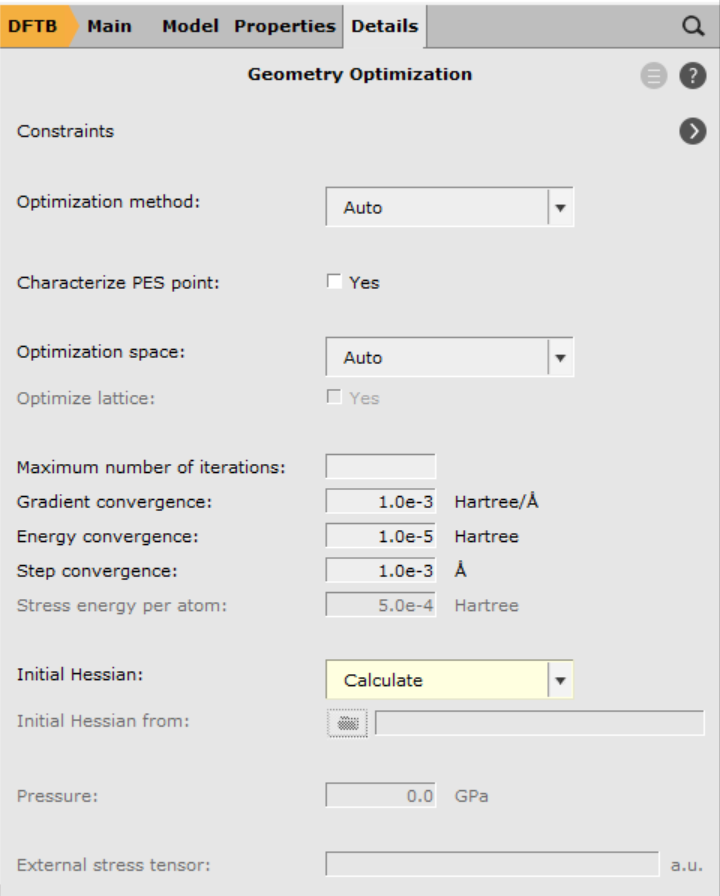 DFTB Main Model Properties Details
Geometry Optimization
?
Constraints
Optimization method: Auto
Characterize PES point: Yes
Optimization space: Auto
Optimize lattice: Yes
Maximum number of iterations:
Gradient convergence: 1.0e-3 Hartree/Å
Energy convergence: 1.0e-5 Hartree
Step convergence: 1.0e-3 Å
Stress energy per atom: 5.0e-4 Hartree
Initial Hessian: Calculate
Initial Hessian from:
Pressure: 0.0 GPa
External stress tensor: a.u.